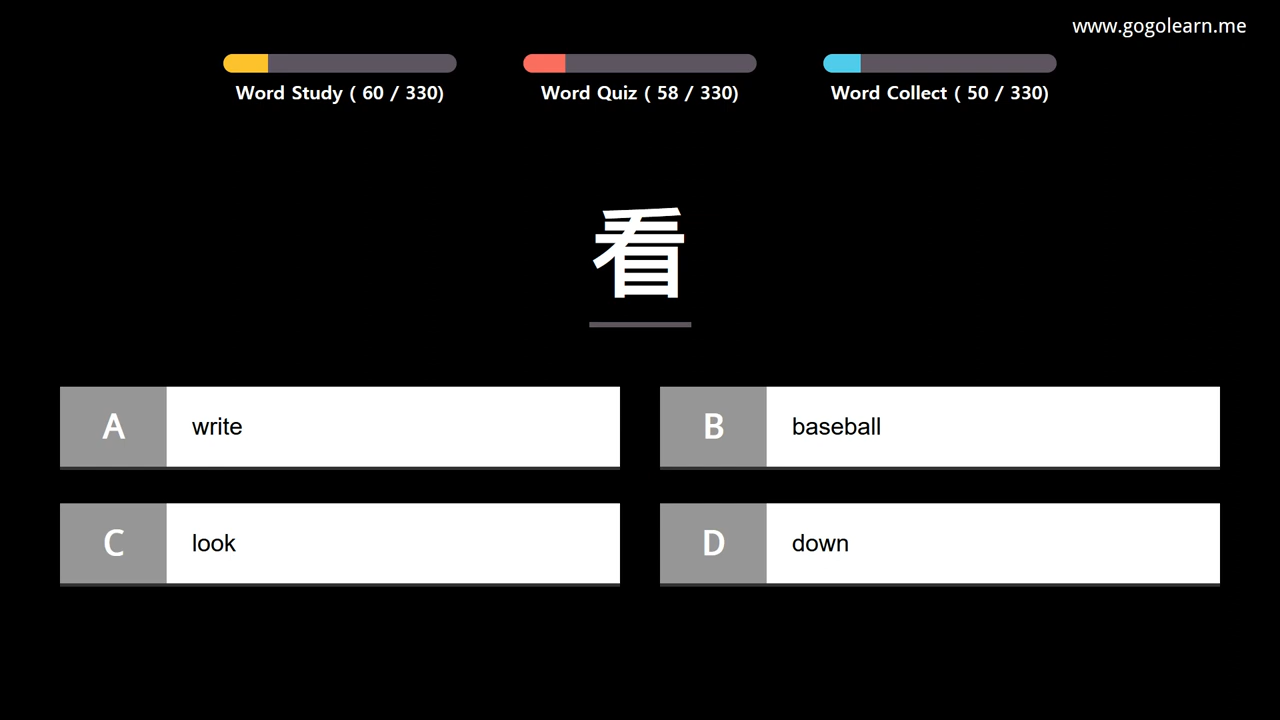 www.gogolearn.me
Word Study ( 60 / 330)
Word Quiz ( 58 / 330)
Word Collect ( 50 / 330)
看
A write
B baseball
C look
D down